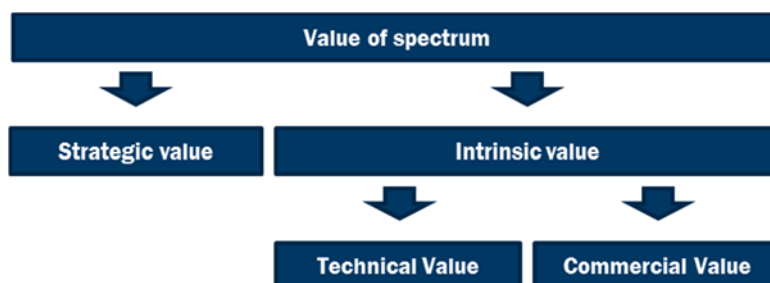 Value of spectrum
Strategic value
Intrinsic value
Technical Value
Commercial Value